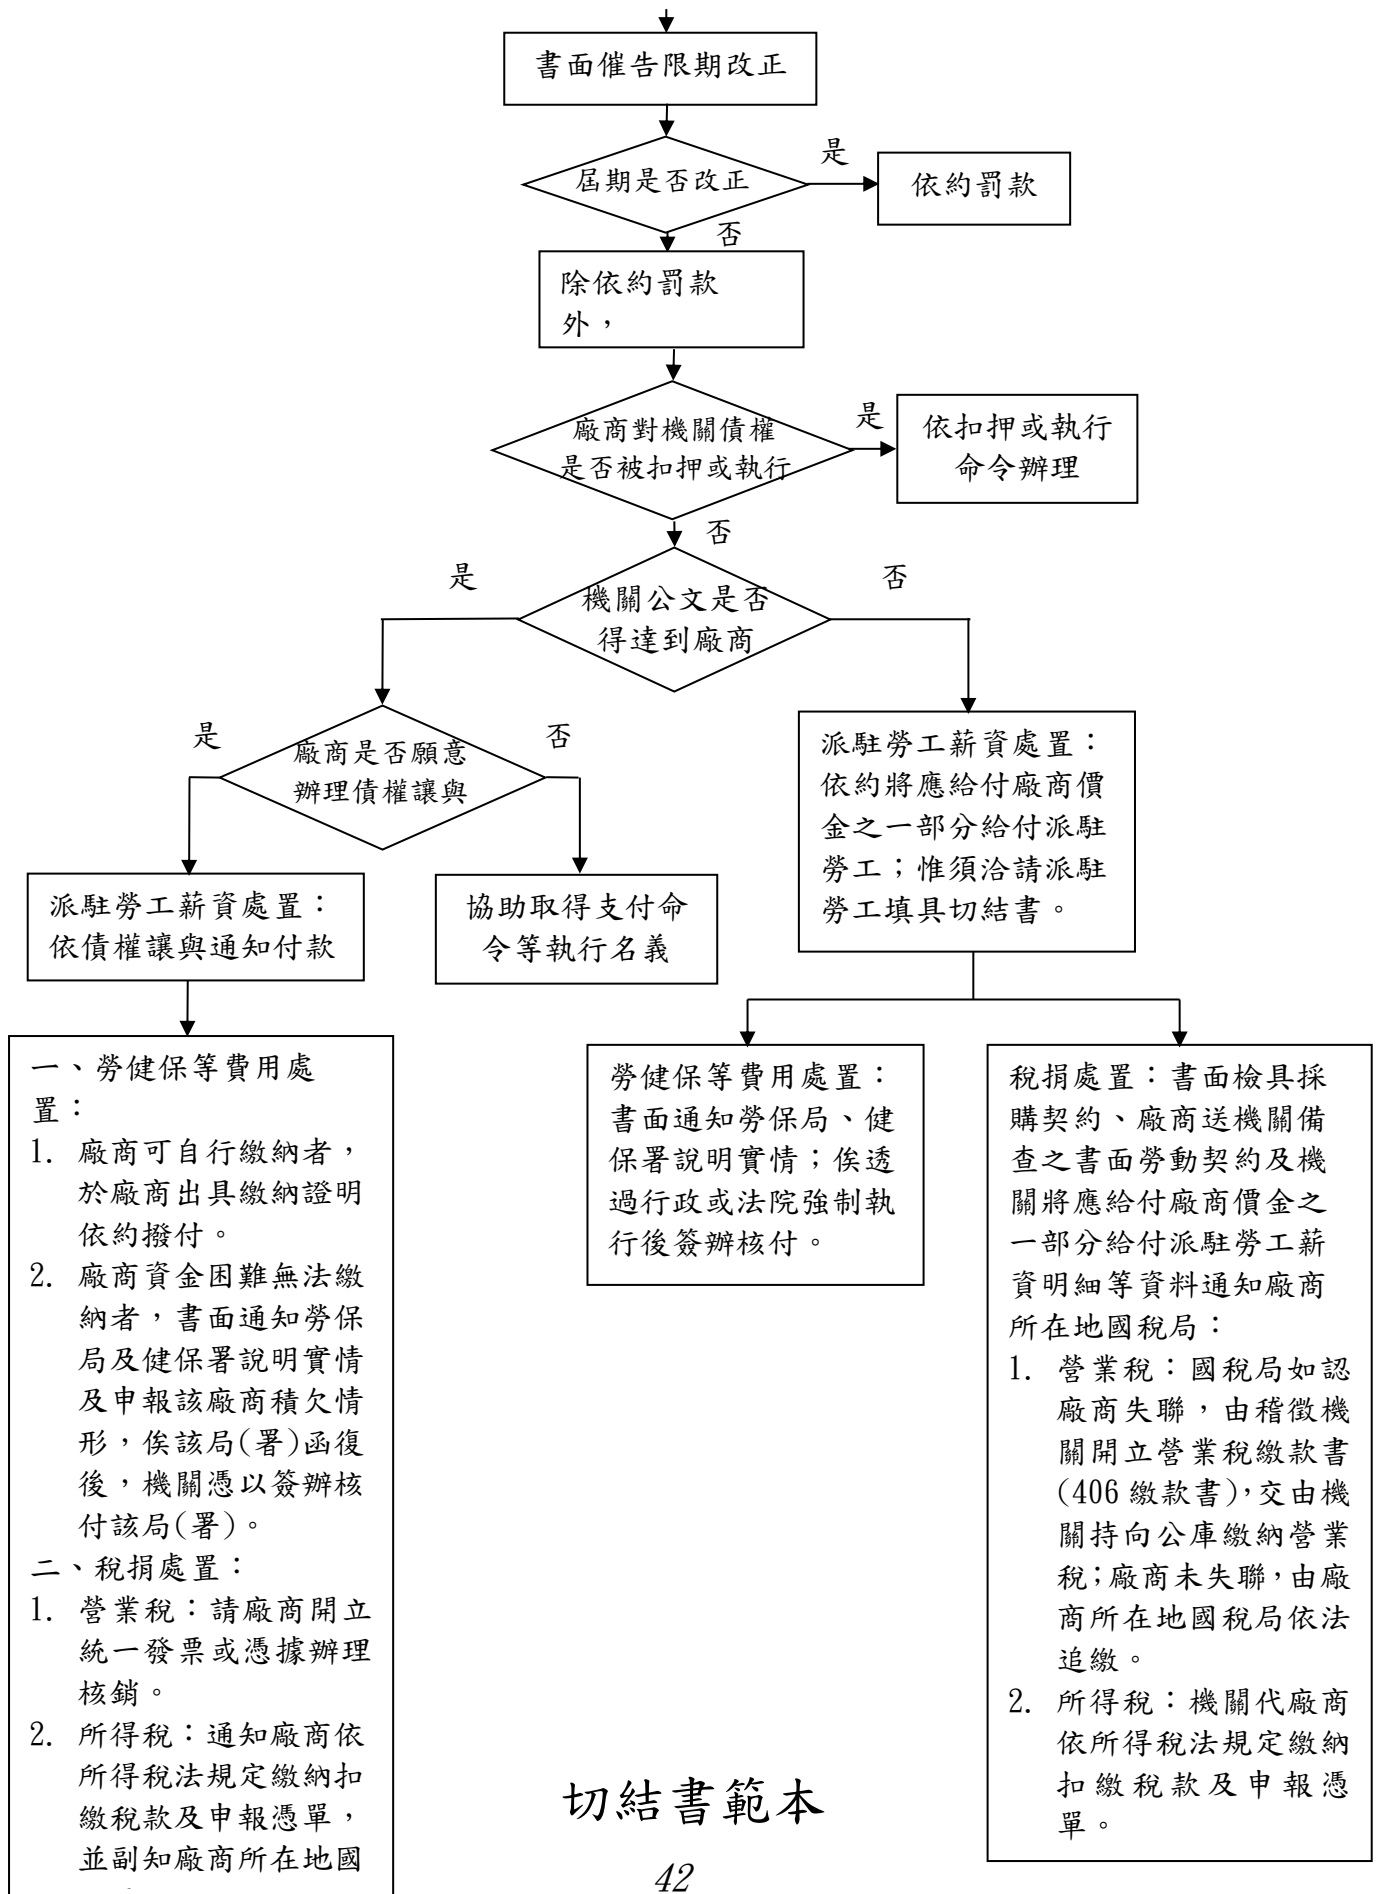 書面催告限期改正
屆期是否改正
是
依約罰款
否
除依約罰款
外，
廠商對機關債權
是否被扣押或執行
是
依扣押或執行
命令辦理
否
機關公文是否
得達到廠商
是
否
廠商是否願意
辦理債權讓與
是
否
派駐勞工薪資處置：
依債權讓與通知付款
協助取得支付命
令等執行名義
派駐勞工薪資處置：
依約將應給付廠商價
金之一部分給付派駐
勞工；惟須洽請派駐
勞工填具切結書。
一、勞健保等費用處
置：
1. 廠商可自行繳納者，
於廠商出具繳納證明
依約撥付。
2. 廠商資金困難無法繳
納者，書面通知勞保
局及健保署說明實情
及申報該廠商積欠情
形，俟該局(署)函復
後，機關憑以簽辦核
付該局(署)。
二、稅捐處置：
1. 營業稅：請廠商開立
統一發票或憑據辦理
核銷。
2. 所得稅：通知廠商依
所得稅法規定繳納扣
繳稅款及申報憑單，
並副知廠商所在地國
勞健保等費用處置：
書面通知勞保局、健
保署說明實情；俟透
過行政或法院強制執
行後簽辦核付。
稅捐處置：書面檢具採
購契約、廠商送機關備
查之書面勞動契約及機
關將應給付廠商價金之
一部分給付派駐勞工薪
資明細等資料通知廠商
所在地國稅局：
1. 營業稅：國稅局如認
廠商失聯，由稽徵機
關開立營業稅繳款書
(406 繳款書)，交由機
關持向公庫繳納營業
稅；廠商未失聯，由廠
商所在地國稅局依法
追繳。
2. 所得稅：機關代廠商
依所得稅法規定繳納
扣繳稅款及申報憑
單。
切結書範本
42